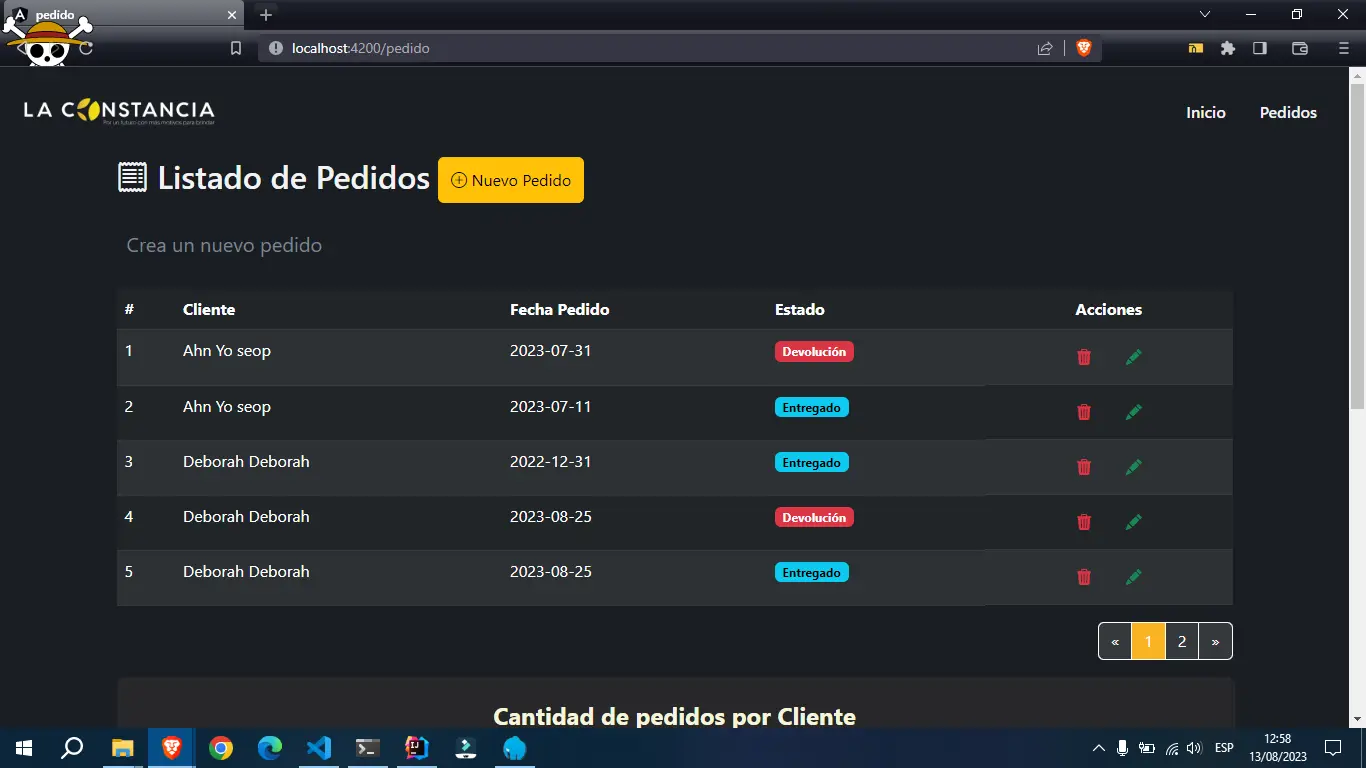 pedido
localhost:4200/pedido
LA CONSTANCIA
Por un futuro con más motivos para brindar
Inicio
Pedidos
Listado de Pedidos
Nuevo Pedido
Crea un nuevo pedido
# Cliente Fecha Pedido Estado Acciones
1 Ahn Yo seop 2023-07-31 Devolución
2 Ahn Yo seop 2023-07-11 Entregado
3 Deborah Deborah 2022-12-31 Entregado
4 Deborah Deborah 2023-08-25 Devolución
5 Deborah Deborah 2023-08-25 Entregado
« 1 2 »
Cantidad de pedidos por Cliente
ESP
12:58
13/08/2023